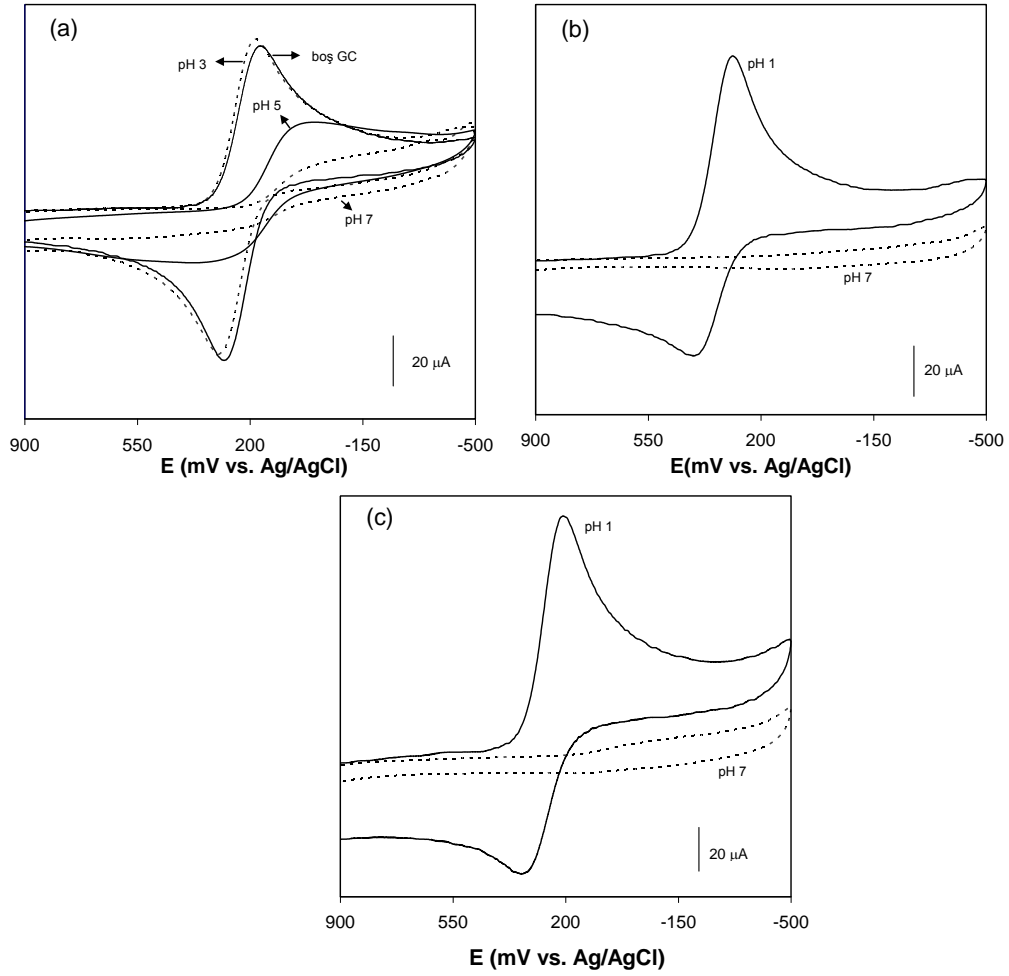 (a)
pH 3
boş GC
pH 5
pH 7
20 µA
900 550 200 -150 -500
E (mV vs. Ag/AgCl)
(b)
pH 1
pH 7
20 µA
900 550 200 -150 -500
E(mV vs. Ag/AgCl)
(c)
pH 1
pH 7
20 µA
900 550 200 -150 -500
E (mV vs. Ag/AgCl)